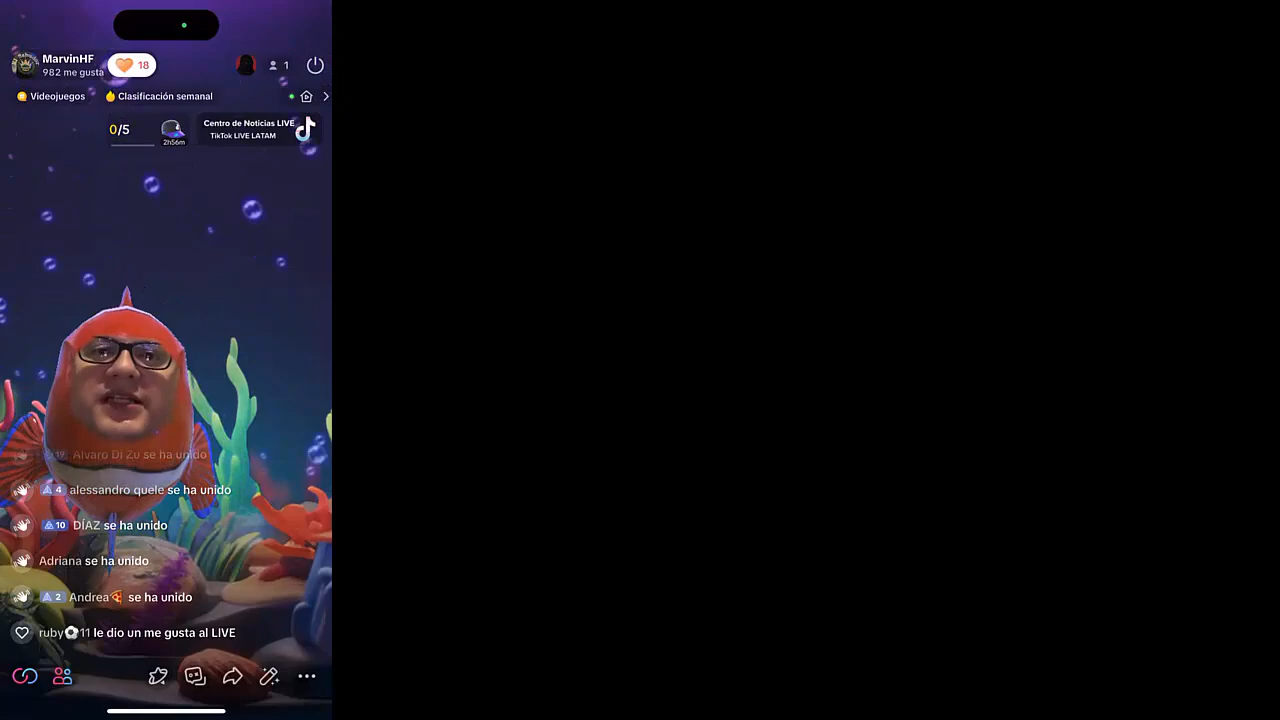 MarvinHF
982 me gusta
18
1
Videojuegos
Clasificación semanal
0/5
2h56m
Centro de Noticias LIVE
TikTok LIVE LATAM
19 Alvaro Di Zu se ha unido
4 alessandro quele se ha unido
10 DÍAZ se ha unido
Adriana se ha unido
2 Andrea🍕 se ha unido
ruby⚽11 le dio un me gusta al LIVE